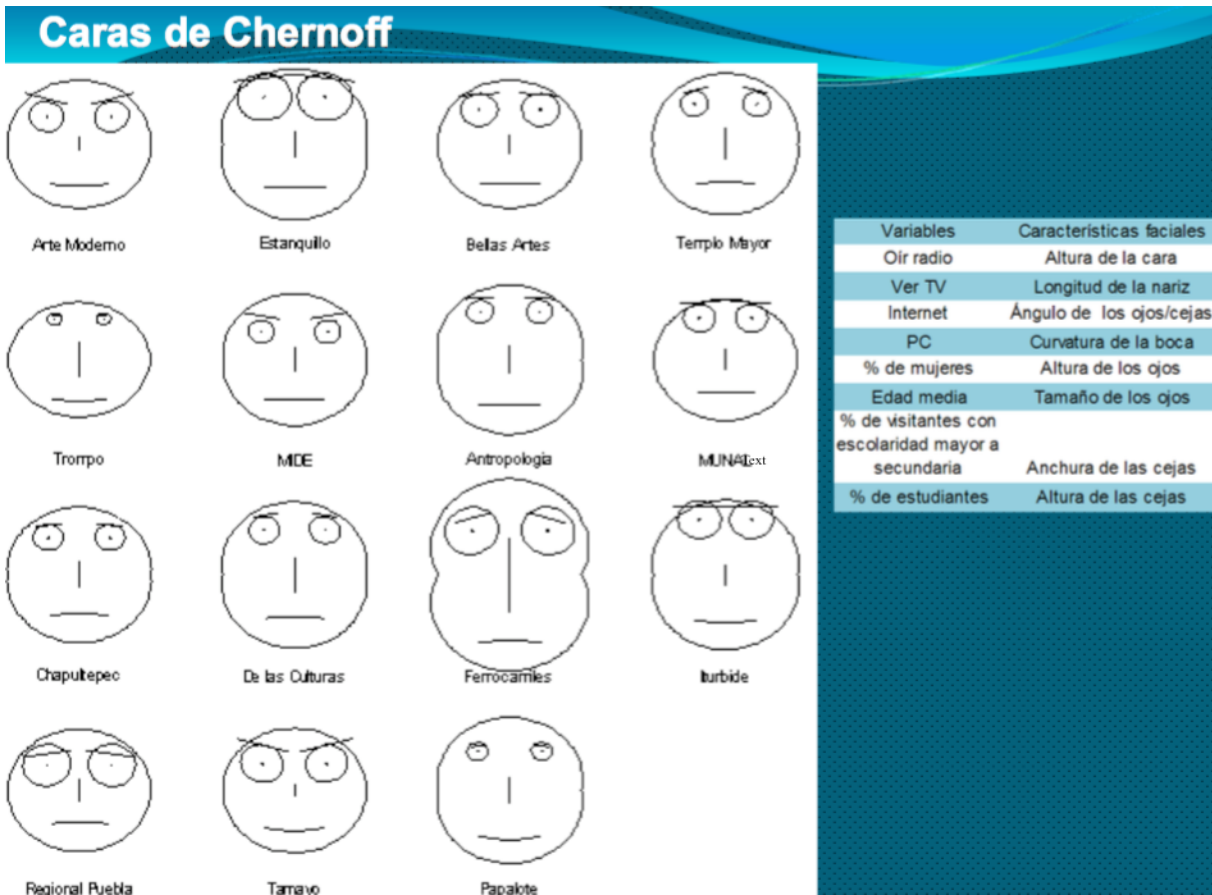 Caras de Chernoff
Arte Moderno
Estanquillo
Bellas Artes
Templo Mayor
Trompo
MIDE
Antropologia
MUNAL
Text
Chapultepec
De las Culturas
Ferrocarriles
Iturbide
Regional Puebla
Tamayo
Papalote
Variables Características faciales
Oír radio Altura de la cara
Ver TV Longitud de la nariz
Internet Ángulo de los ojos/cejas
PC Curvatura de la boca
% de mujeres Altura de los ojos
Edad media Tamaño de los ojos
% de visitantes con
escolaridad mayor a
secundaria Anchura de las cejas
% de estudiantes Altura de las cejas